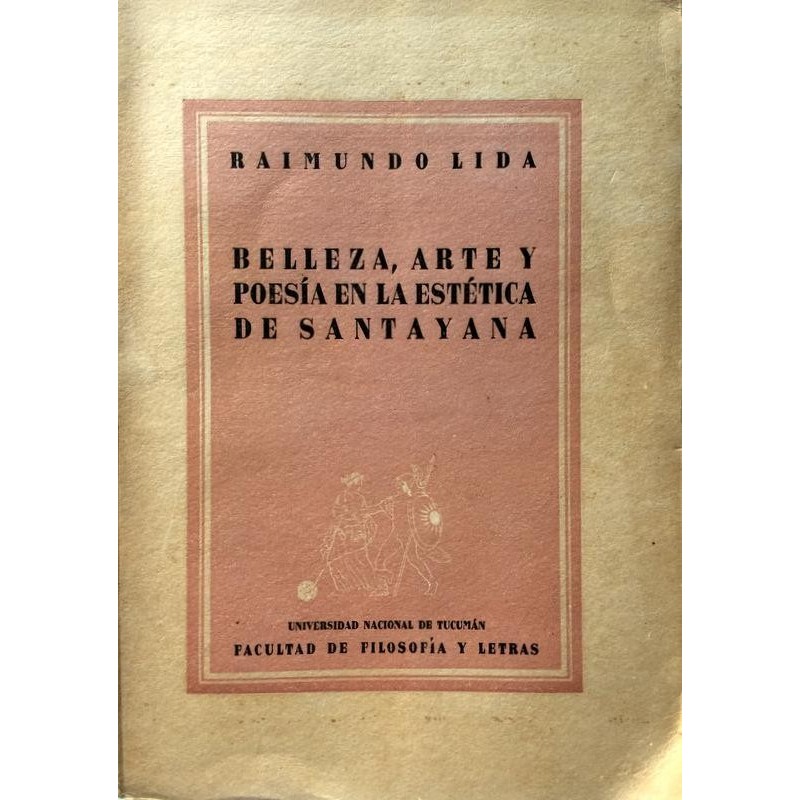 RAIMUNDO LIDA
BELLEZA, ARTE Y
POESÍA EN LA ESTÉTICA
DE SANTAYANA
UNIVERSIDAD NACIONAL DE TUCUMÁN
FACULTAD DE FILOSOFÍA Y LETRAS